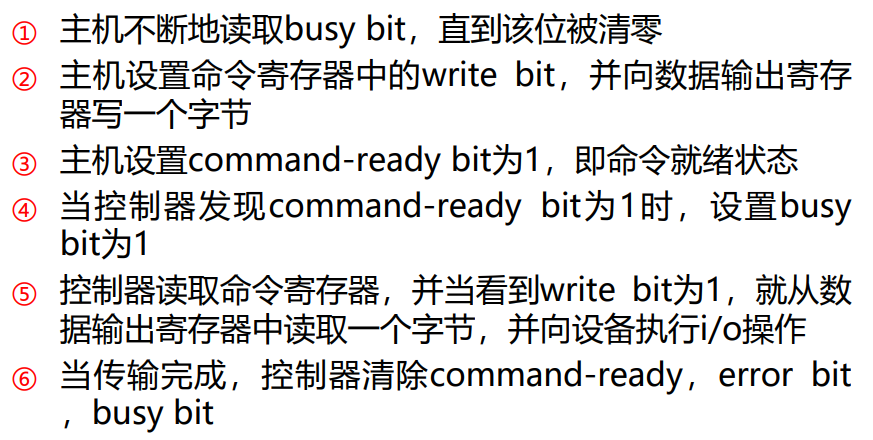 ① 主机不断地读取busy bit，直到该位被清零
② 主机设置命令寄存器中的write bit，并向数据输出寄存
器写一个字节
③ 主机设置command-ready bit为1，即命令就绪状态
④ 当控制器发现command-ready bit为1时，设置busy
bit为1
⑤ 控制器读取命令寄存器，并当看到write bit为1，就从数
据输出寄存器中读取一个字节，并向设备执行i/o操作
⑥ 当传输完成，控制器清除command-ready，error bit
，busy bit